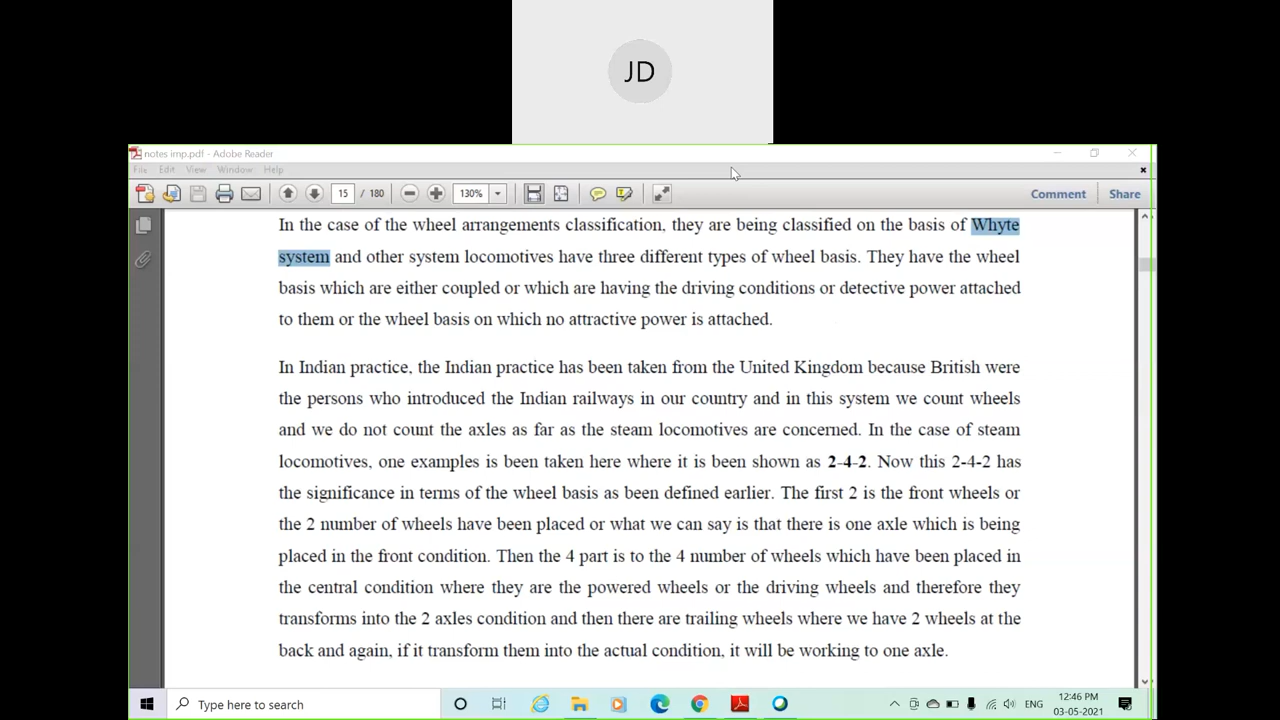 JD
notes imp.pdf - Adobe Reader
File Edit View Window Help
15 / 180 130% Comment Share
In the case of the wheel arrangements classification, they are being classified on the basis of Whyte
system and other system locomotives have three different types of wheel basis. They have the wheel
basis which are either coupled or which are having the driving conditions or detective power attached
to them or the wheel basis on which no attractive power is attached.
In Indian practice, the Indian practice has been taken from the United Kingdom because British were
the persons who introduced the Indian railways in our country and in this system we count wheels
and we do not count the axles as far as the steam locomotives are concerned. In the case of steam
locomotives, one examples is been taken here where it is been shown as 2-4-2. Now this 2-4-2 has
the significance in terms of the wheel basis as been defined earlier. The first 2 is the front wheels or
the 2 number of wheels have been placed or what we can say is that there is one axle which is being
placed in the front condition. Then the 4 part is to the 4 number of wheels which have been placed in
the central condition where they are the powered wheels or the driving wheels and therefore they
transforms into the 2 axles condition and then there are trailing wheels where we have 2 wheels at the
back and again, if it transform them into the actual condition, it will be working to one axle.
Type here to search
ENG
12:46 PM
03-05-2021